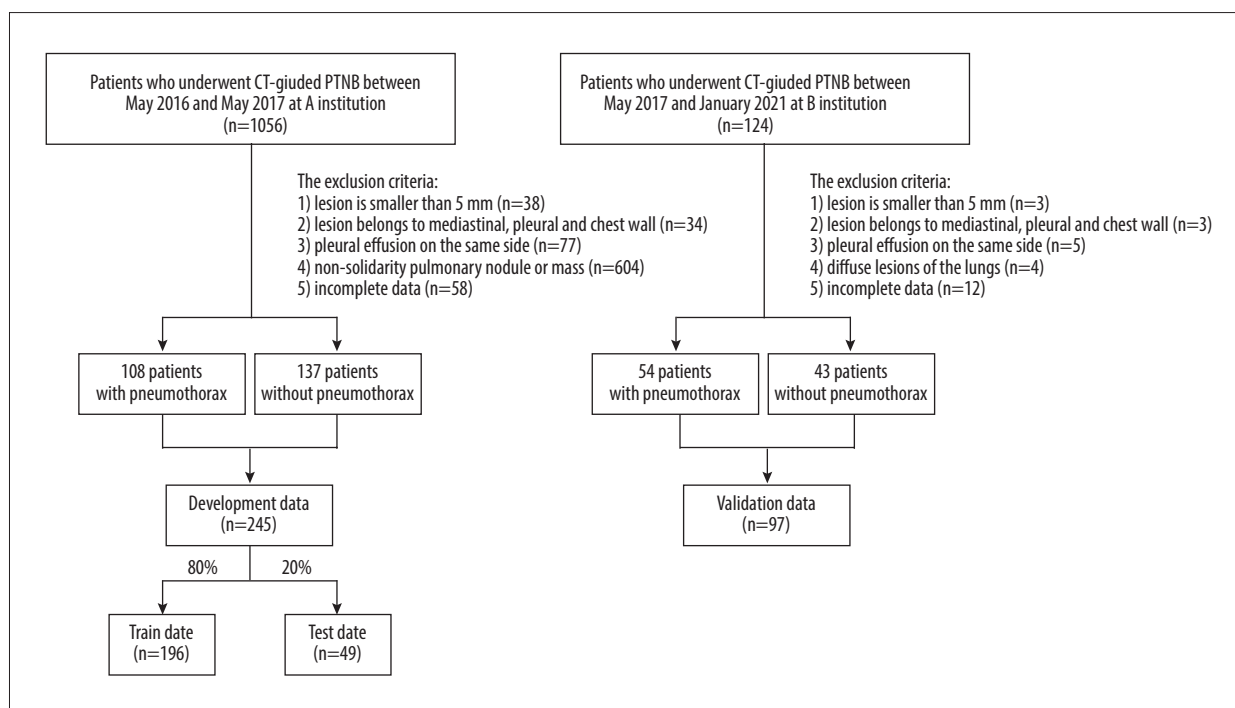 Patients who underwent CT-giuded PTNB between
May 2016 and May 2017 at A institution
(n=1056)
The exclusion criteria:
1) lesion is smaller than 5 mm (n=38)
2) lesion belongs to mediastinal, pleural and chest wall (n=34)
3) pleural effusion on the same side (n=77)
4) non-solidarity pulmonary nodule or mass (n=604)
5) incomplete data (n=58)
108 patients
with pneumothorax
137 patients
without pneumothorax
Development data
(n=245)
80%
20%
Train date
(n=196)
Test date
(n=49)
Patients who underwent CT-giuded PTNB between
May 2017 and January 2021 at B institution
(n=124)
The exclusion criteria:
1) lesion is smaller than 5 mm (n=3)
2) lesion belongs to mediastinal, pleural and chest wall (n=3)
3) pleural effusion on the same side (n=5)
4) diffuse lesions of the lungs (n=4)
5) incomplete data (n=12)
54 patients
with pneumothorax
43 patients
without pneumothorax
Validation data
(n=97)